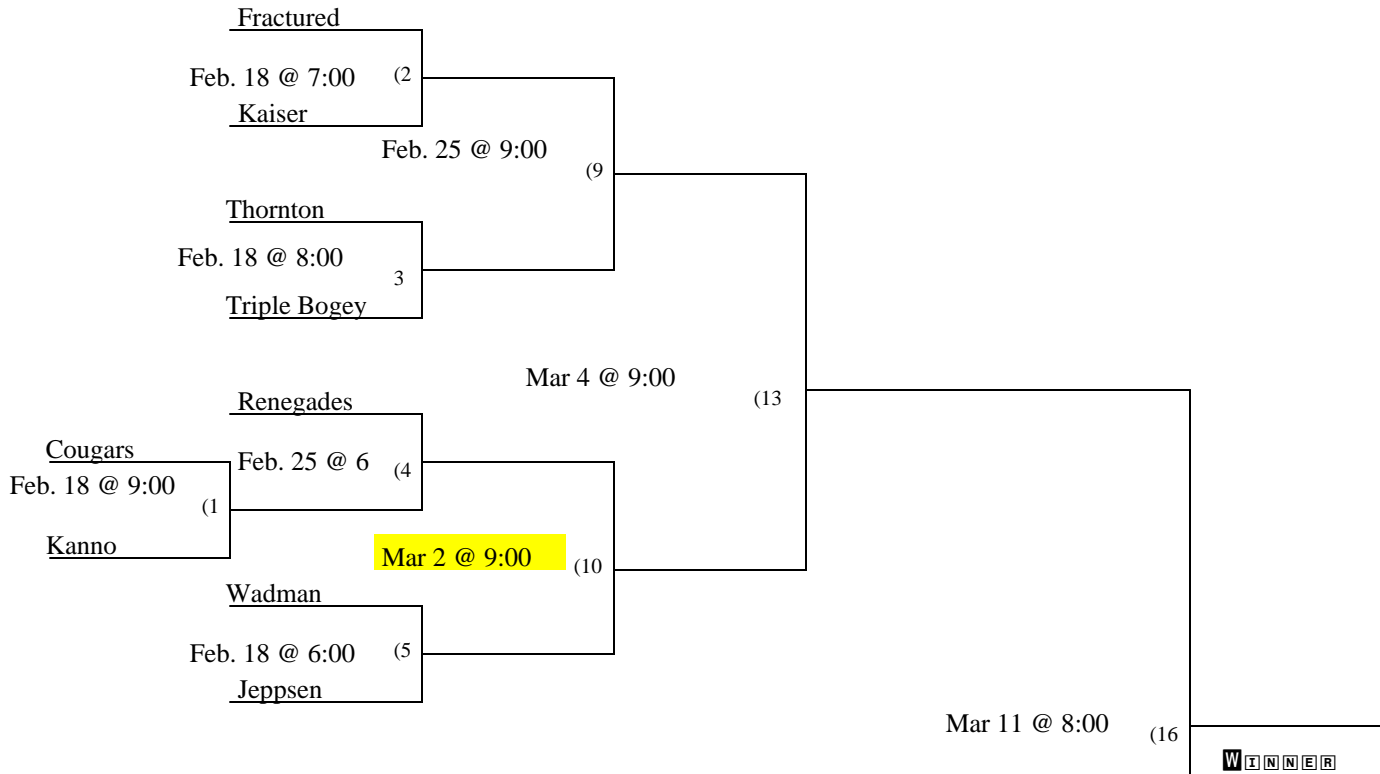 Fractured
Feb. 18 @ 7:00 (2
Kaiser
Feb. 25 @ 9:00 (9
Thornton
Feb. 18 @ 8:00 3
Triple Bogey
Mar 4 @ 9:00 (13
Renegades
Cougars
Feb. 25 @ 6 (4
Feb. 18 @ 9:00 (1
Kanno
Mar 2 @ 9:00 (10
Wadman
Feb. 18 @ 6:00 (5
Jeppsen
Mar 11 @ 8:00 (16
WINNER